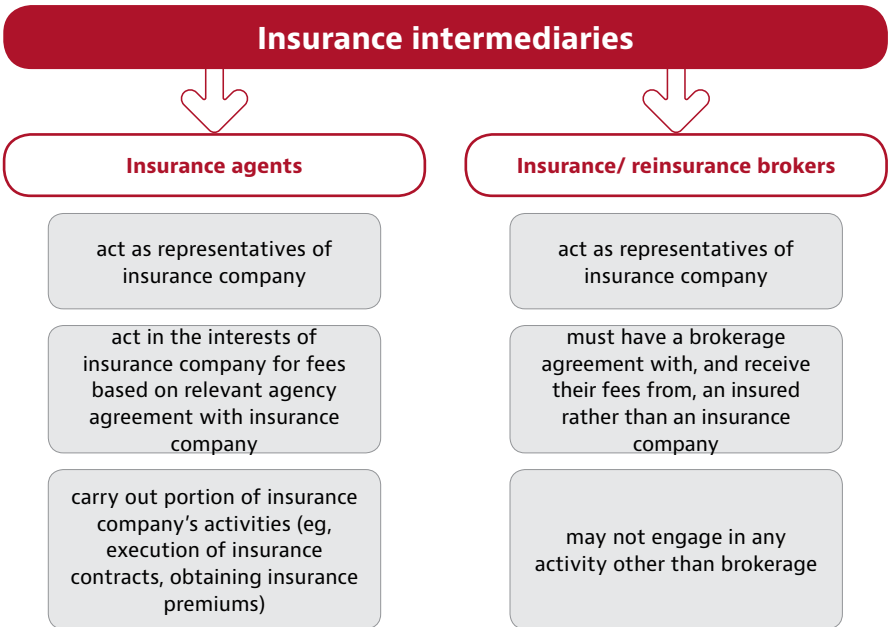 Insurance intermediaries
Insurance agents
act as representatives of
insurance company
act in the interests of
insurance company for fees
based on relevant agency
agreement with insurance
company
carry out portion of insurance
company’s activities (eg,
execution of insurance
contracts, obtaining insurance
premiums)
Insurance/ reinsurance brokers
act as representatives of
insurance company
must have a brokerage
agreement with, and receive
their fees from, an insured
rather than an insurance
company
may not engage in any
activity other than brokerage